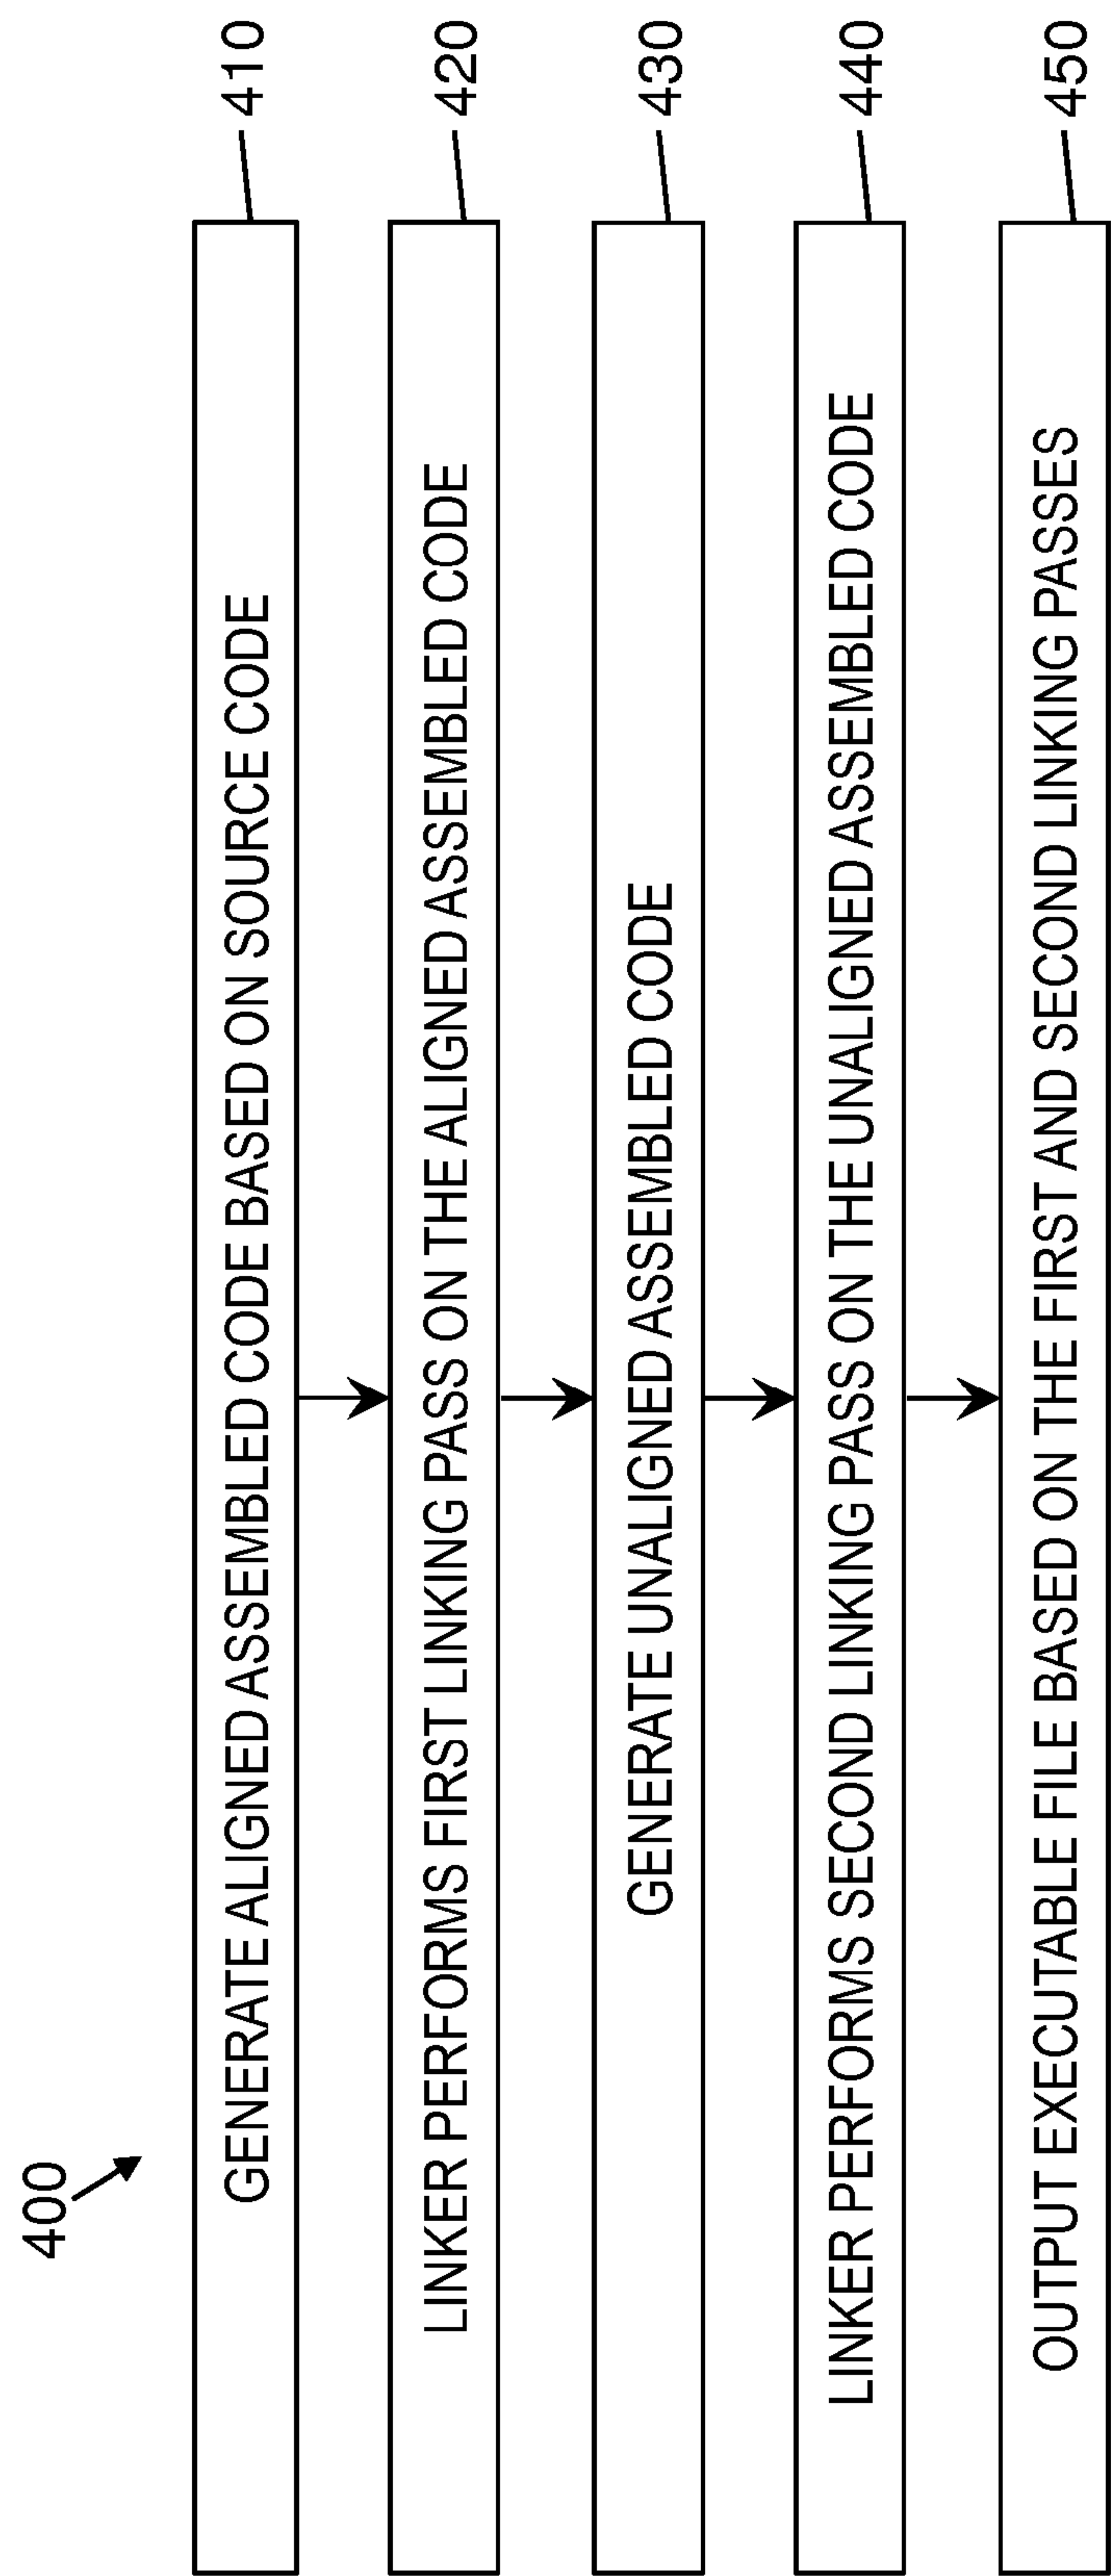 400
GENERATE ALIGNED ASSEMBLED CODE BASED ON SOURCE CODE
410
LINKER PERFORMS FIRST LINKING PASS ON THE ALIGNED ASSEMBLED CODE
420
GENERATE UNALIGNED ASSEMBLED CODE
430
LINKER PERFORMS SECOND LINKING PASS ON THE UNALIGNED ASSEMBLED CODE
440
OUTPUT EXECUTABLE FILE BASED ON THE FIRST AND SECOND LINKING PASSES
450